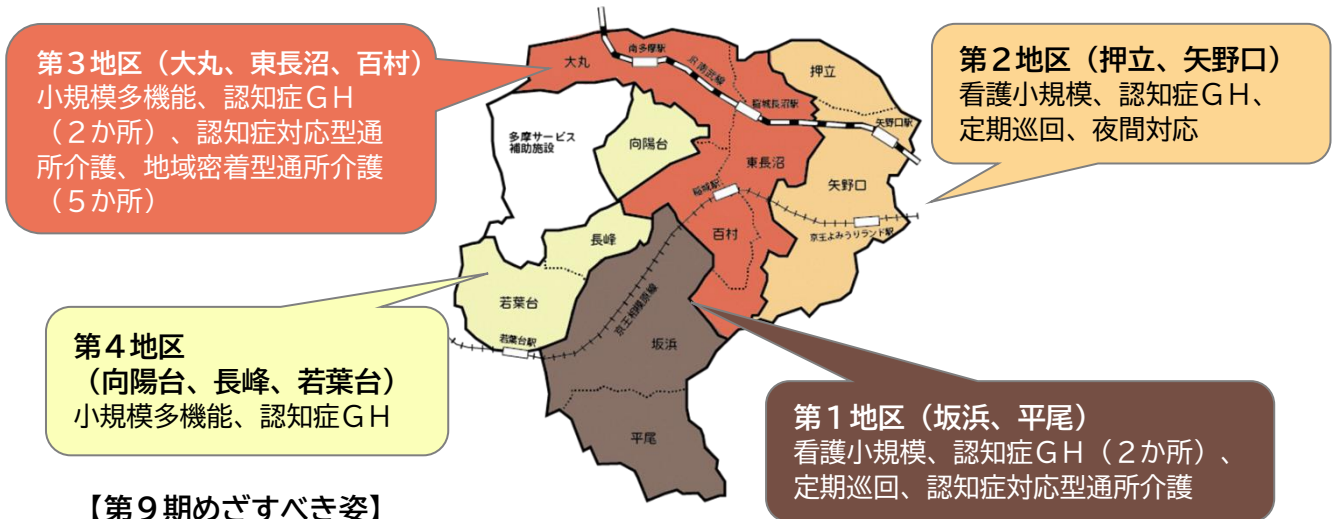 第３地区（大丸、東長沼、百村）
小規模多機能、認知症ＧＨ
（２か所）、認知症対応型通
所介護、地域密着型通所介護
（５か所）
第２地区（押立、矢野口）
看護小規模、認知症ＧＨ、
定期巡回、夜間対応
大丸
南多摩駅
京南武線
押立
稲城長沼駅
矢野口駅
多摩サービス
補助施設
向陽台
東長沼
稲城駅
矢野口
百村
京王よみうりランド駅
長峰
若葉台
京王相模原線
若葉台駅
坂浜
平尾
第４地区
（向陽台、長峰、若葉台）
小規模多機能、認知症ＧＨ
第１地区（坂浜、平尾）
看護小規模、認知症ＧＨ（２か所）、
定期巡回、認知症対応型通所介護
【第９期めざすべき姿】